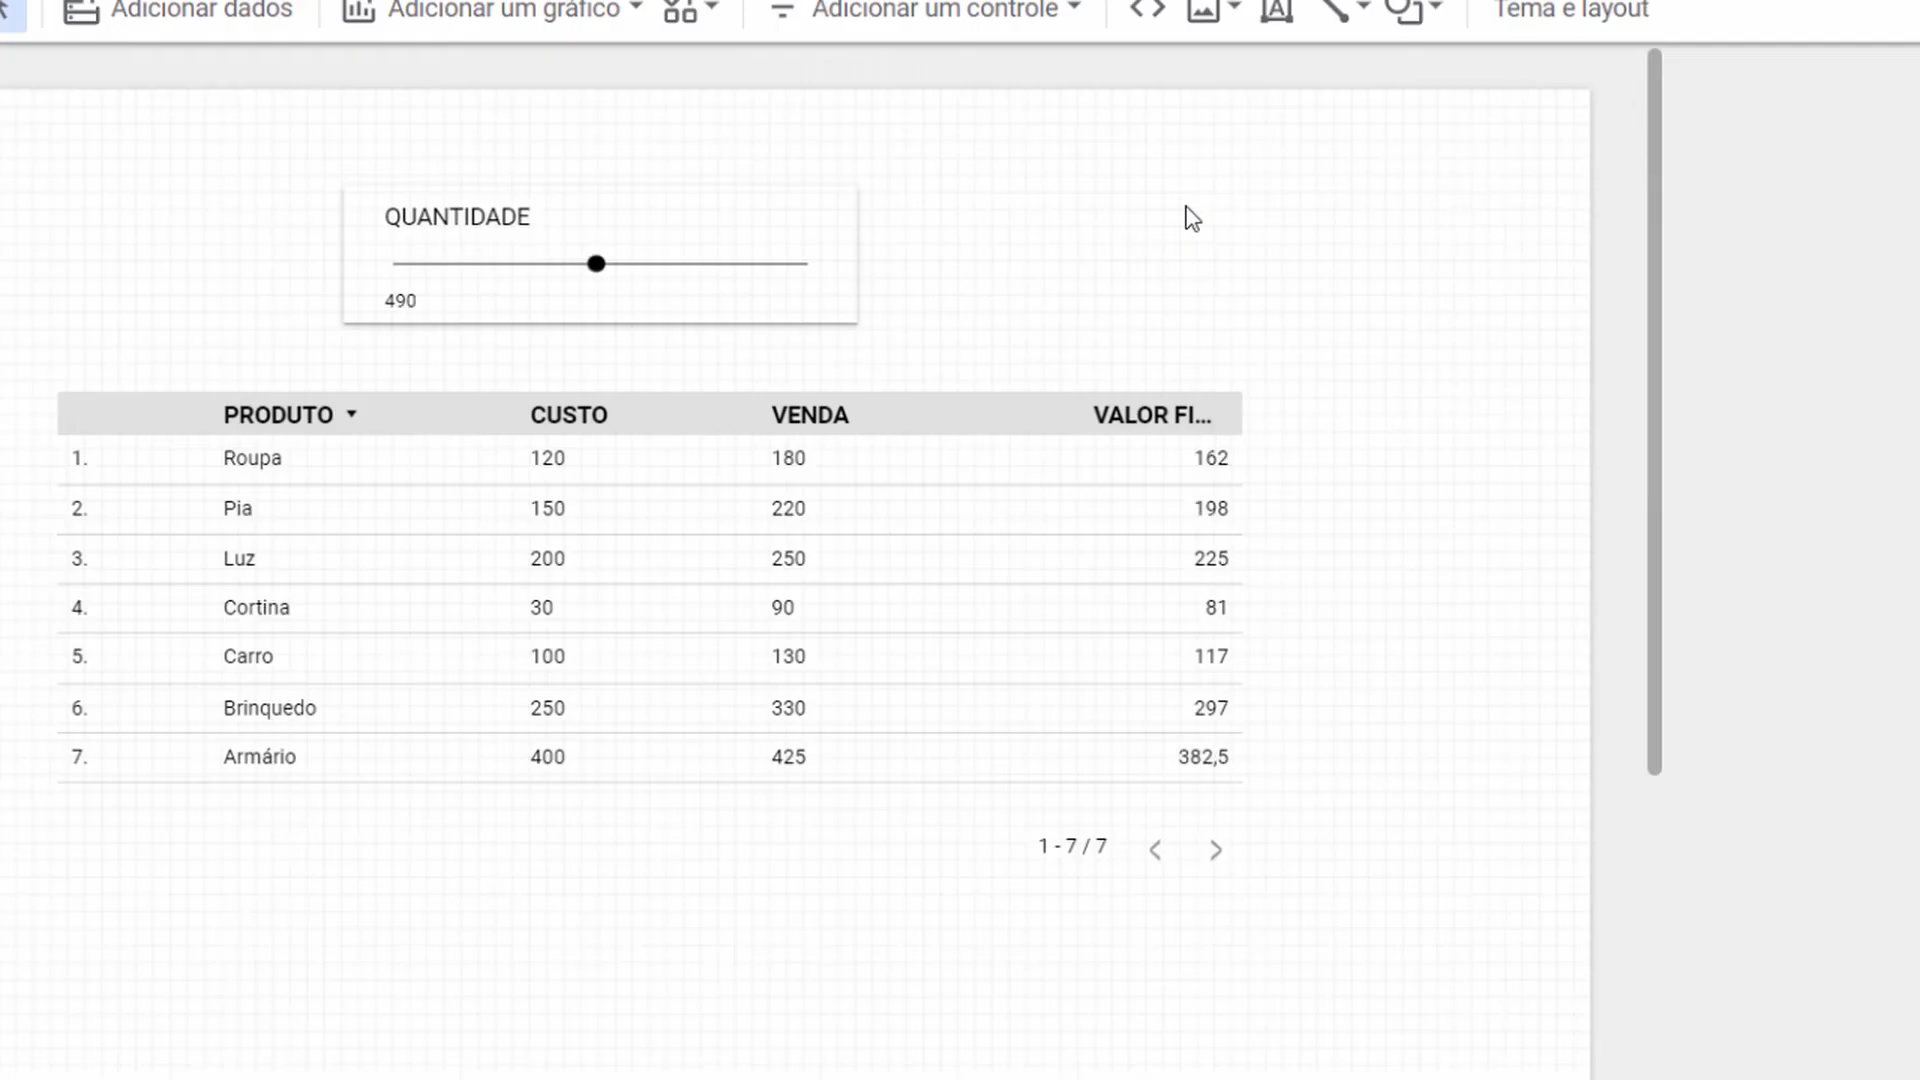 Adicionar dados Adicionar um gráfico Adicionar um controle Tema e layout
QUANTIDADE
490
PRODUTO CUSTO VENDA VALOR FI...
1. Roupa 120 180 162
2. Pia 150 220 198
3. Luz 200 250 225
4. Cortina 30 90 81
5. Carro 100 130 117
6. Brinquedo 250 330 297
7. Armário 400 425 382,5
1 - 7 / 7